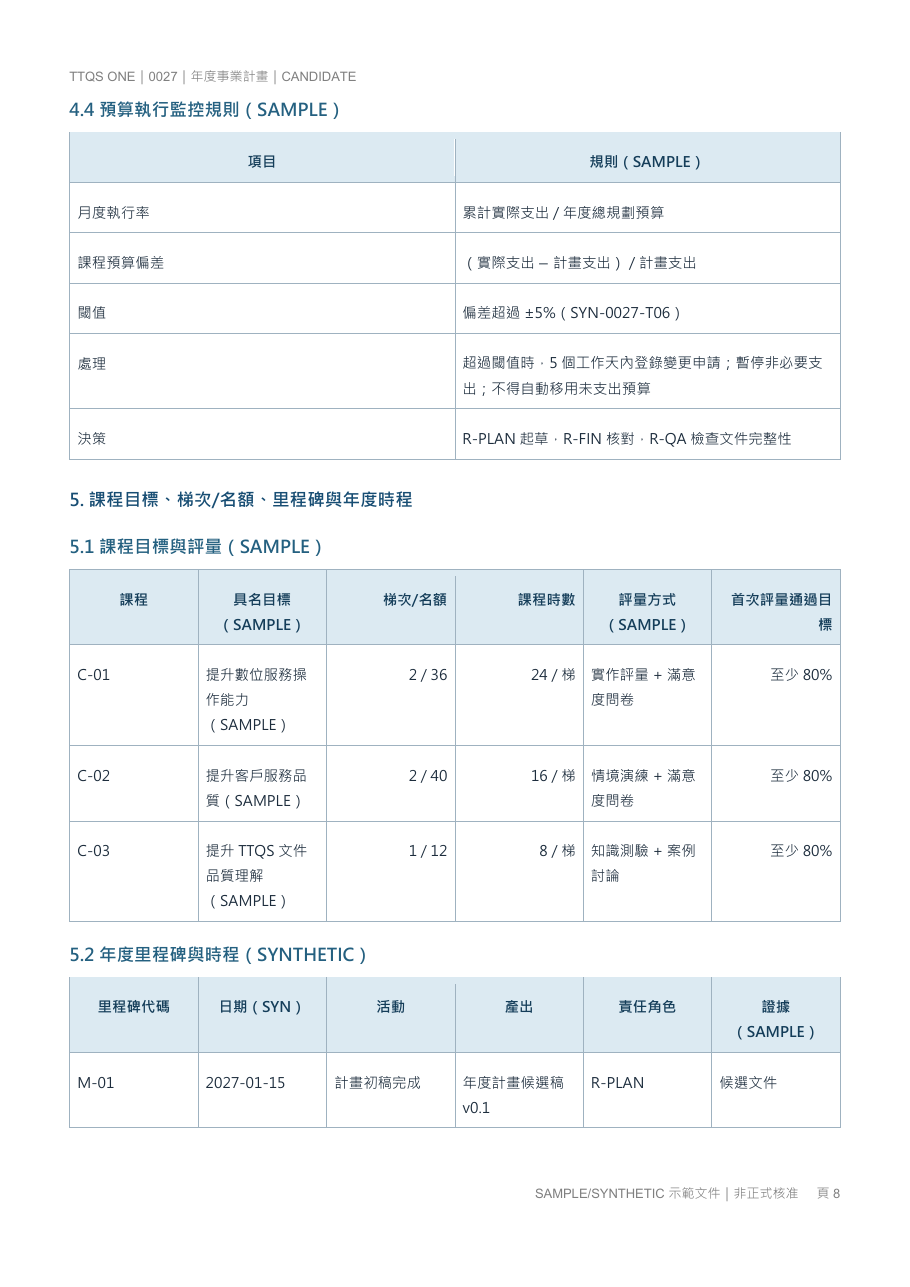 TTQS ONE | 0027 | 年度事業計畫 | CANDIDATE
4.4 預算執行監控規則（SAMPLE）
項目 規則（SAMPLE）
月度執行率 累計實際支出 / 年度總規劃預算
課程預算偏差 （實際支出 – 計畫支出） / 計畫支出
閾值 偏差超過 ±5%（SYN-0027-T06）
處理 超過閾值時，5 個工作天內登錄變更申請；暫停非必要支
出；不得自動移用未支出預算
決策 R-PLAN 起草，R-FIN 核對，R-QA 檢查文件完整性
5. 課程目標、梯次/名額、里程碑與年度時程
5.1 課程目標與評量（SAMPLE）
課程 具名目標 梯次/名額 課程時數 評量方式 首次評量通過目
（SAMPLE） （SAMPLE） 標
C-01 提升數位服務操 2 / 36 24 / 梯 實作評量 + 滿意 至少 80%
作能力 度問卷
（SAMPLE）
C-02 提升客戶服務品 2 / 40 16 / 梯 情境演練 + 滿意 至少 80%
質（SAMPLE） 度問卷
C-03 提升 TTQS 文件 1 / 12 8 / 梯 知識測驗 + 案例 至少 80%
品質理解 討論
（SAMPLE）
5.2 年度里程碑與時程（SYNTHETIC）
里程碑代碼 日期（SYN） 活動 產出 責任角色 證據
（SAMPLE）
M-01 2027-01-15 計畫初稿完成 年度計畫候選稿 R-PLAN 候選文件
v0.1
SAMPLE/SYNTHETIC 示範文件 | 非正式核准 頁 8